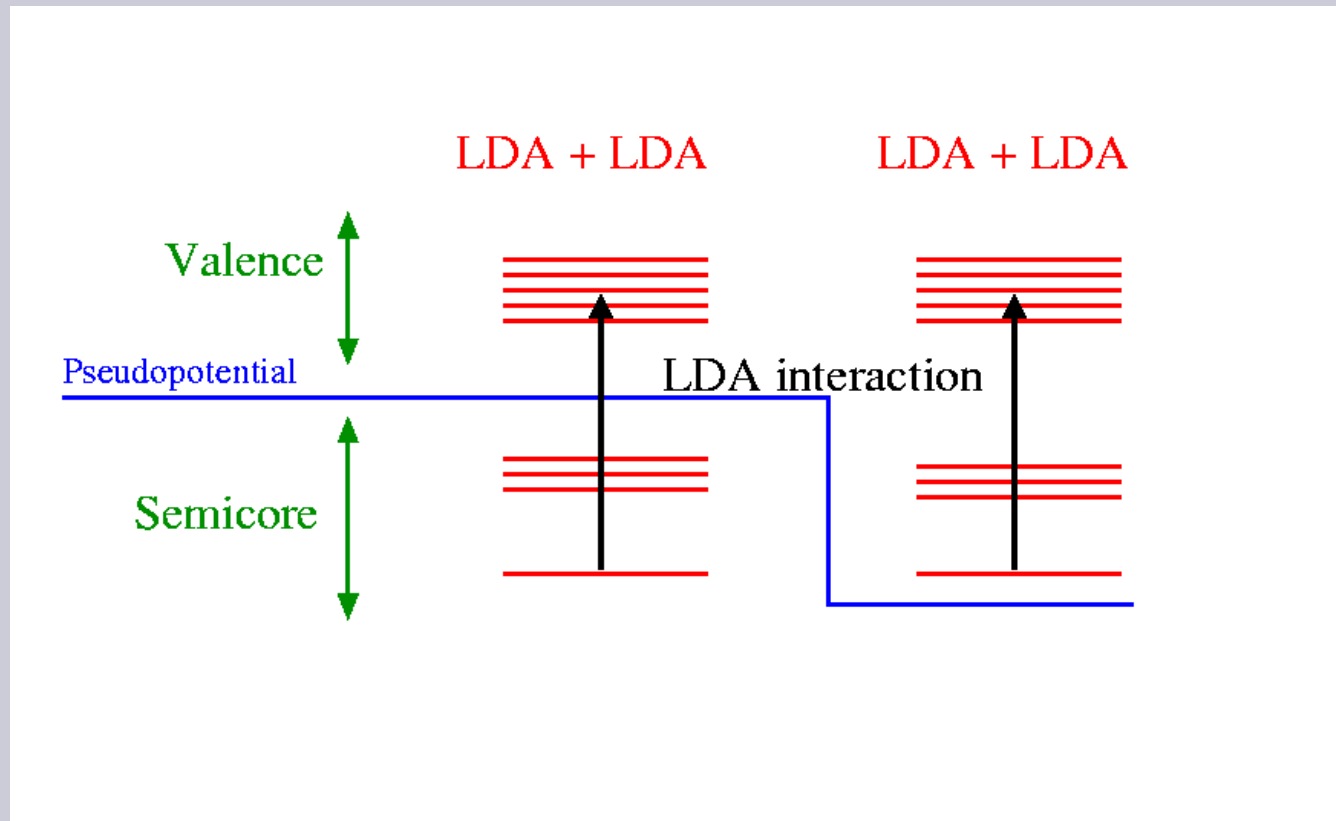 LDA + LDA
LDA + LDA
Valence
Pseudopotential
LDA interaction
Semicore